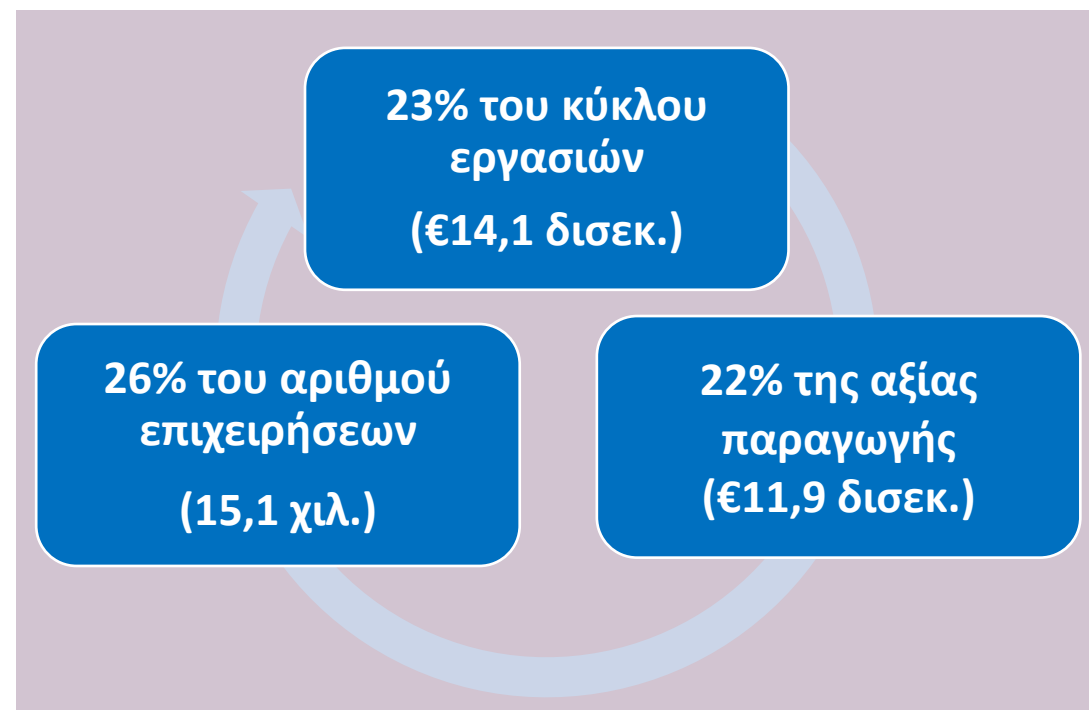 23% του κύκλου
εργασιών
(€14,1 δισεκ.)
26% του αριθμού
επιχειρήσεων
(15,1 χιλ.)
22% της αξίας
παραγωγής
(€11,9 δισεκ.)